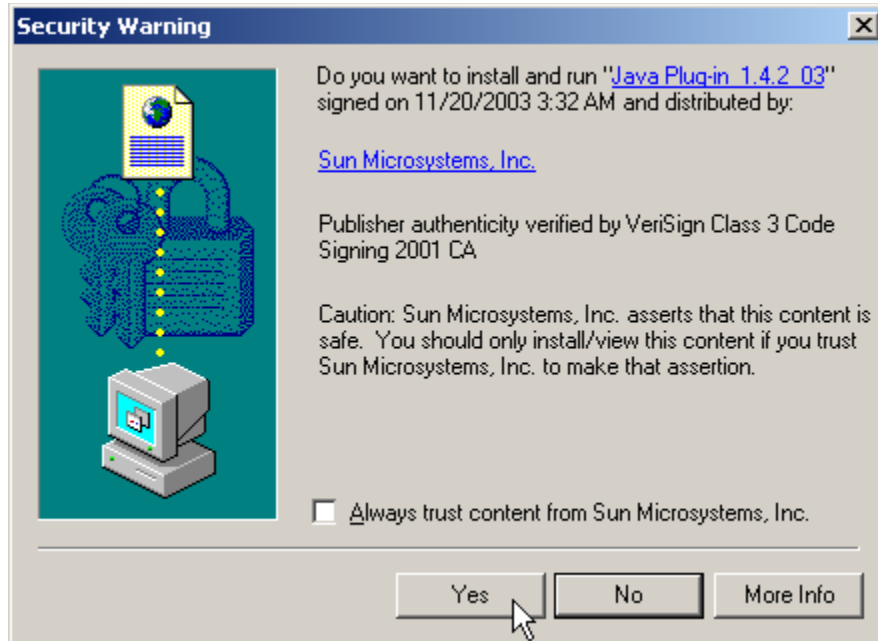 Security Warning
Do you want to install and run "Java Plug-in 1.4.2_03"
signed on 11/20/2003 3:32 AM and distributed by:
Sun Microsystems, Inc.
Publisher authenticity verified by VeriSign Class 3 Code
Signing 2001 CA
Caution: Sun Microsystems, Inc. asserts that this content is
safe.  You should only install/view this content if you trust
Sun Microsystems, Inc. to make that assertion.
Always trust content from Sun Microsystems, Inc.
Yes
No
More Info